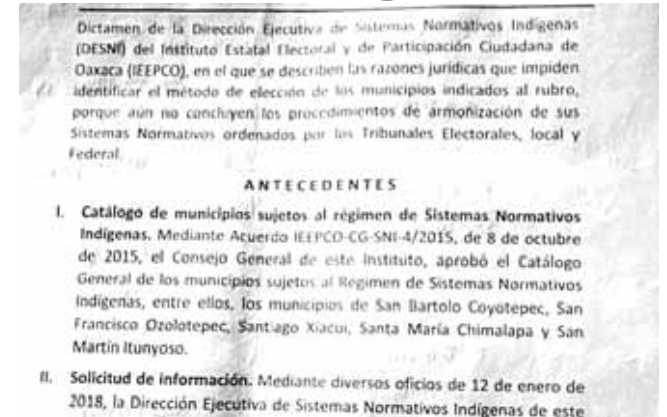 Dictamen de la Dirección Ejecutiva de Sistemas Normativos Indígenas
(DESNI) del Instituto Estatal Electoral y de Participación Ciudadana de
Oaxaca (IEEPCO), en el que se describen las razones jurídicas que impiden
identificar el método de elección de los municipios indicados al rubro,
porque aún no concluyen los procedimientos de armonización de sus
Sistemas Normativos ordenados por los Tribunales Electorales, local y
Federal.
ANTECEDENTES
I. Catálogo de municipios sujetos al régimen de Sistemas Normativos
Indígenas. Mediante Acuerdo IEEPCO-CG-SNI-4/2015, de 8 de octubre
de 2015, el Consejo General de este Instituto, aprobó el Catálogo
General de los municipios sujetos al Régimen de Sistemas Normativos
Indígenas, entre ellos, los municipios de San Bartolo Coyotepec, San
Francisco Ozolotepec, Santiago Xiacuí, Santa María Chimalapa y San
Martín Itunyoso.
II. Solicitud de información. Mediante diversos oficios de 12 de enero de
2018, la Dirección Ejecutiva de Sistemas Normativos Indígenas de este